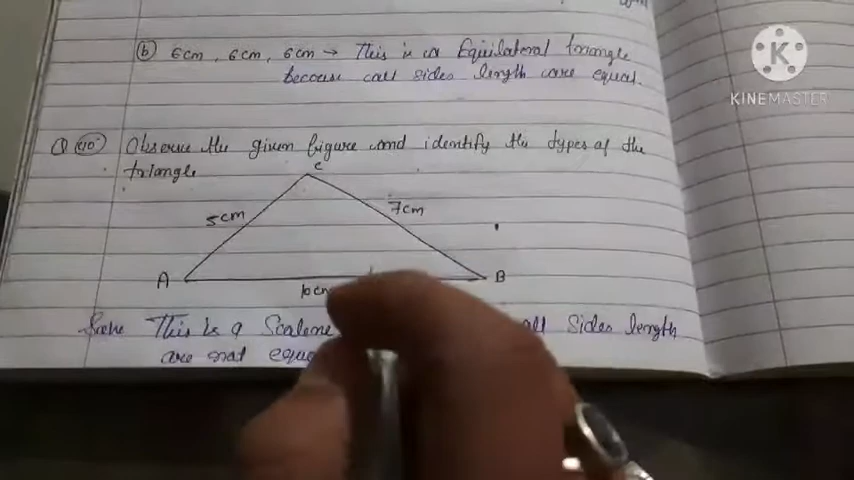 (b) 6cm, 6cm, 6cm → This is a Equilateral triangle
because all sides length are equal.
Q (10) Observe the given figure and identify the types of the
triangle
C
5cm
7cm
A
B
10cm
Solve This is a Scalene all Sides length
are not equal
K
KINEMASTER